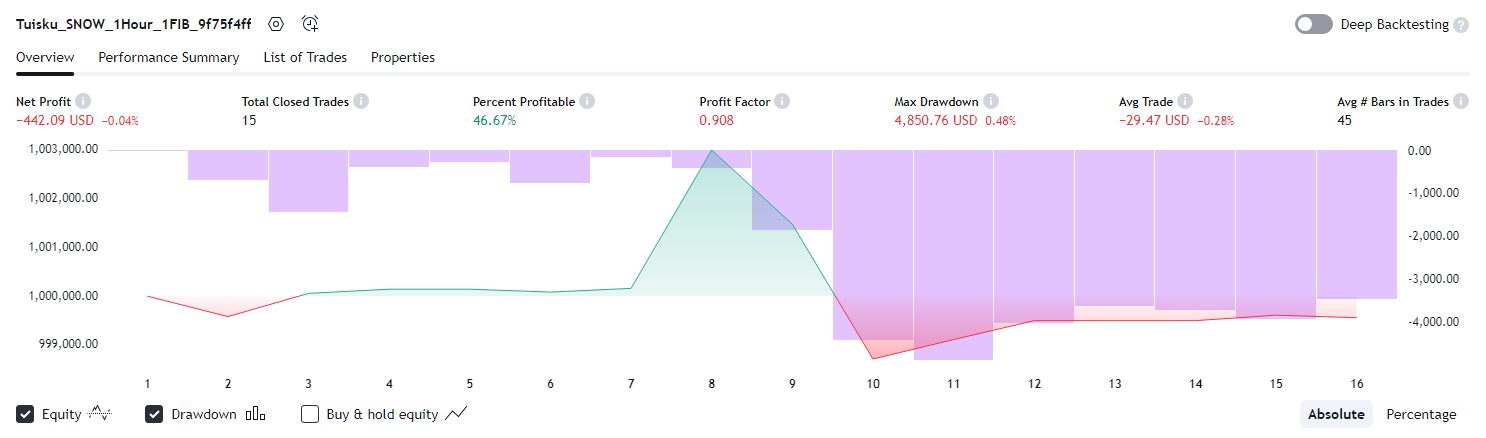 Tuisku_SNOW_1Hour_1FIB_9f75f4ff
Deep Backtesting ?
Overview Performance Summary List of Trades Properties
Net Profit Total Closed Trades Percent Profitable Profit Factor Max Drawdown Avg Trade Avg # Bars in Trades
−442.09 USD −0.04% 15 46.67% 0.908 4,850.76 USD 0.48% −29.47 USD −0.28% 45
1,003,000.00 0.00
1,002,000.00 -1,000.00
1,001,000.00 -2,000.00
1,000,000.00 -3,000.00
999,000.00 -4,000.00
1 2 3 4 5 6 7 8 9 10 11 12 13 14 15 16
Equity Drawdown Buy & hold equity Absolute Percentage